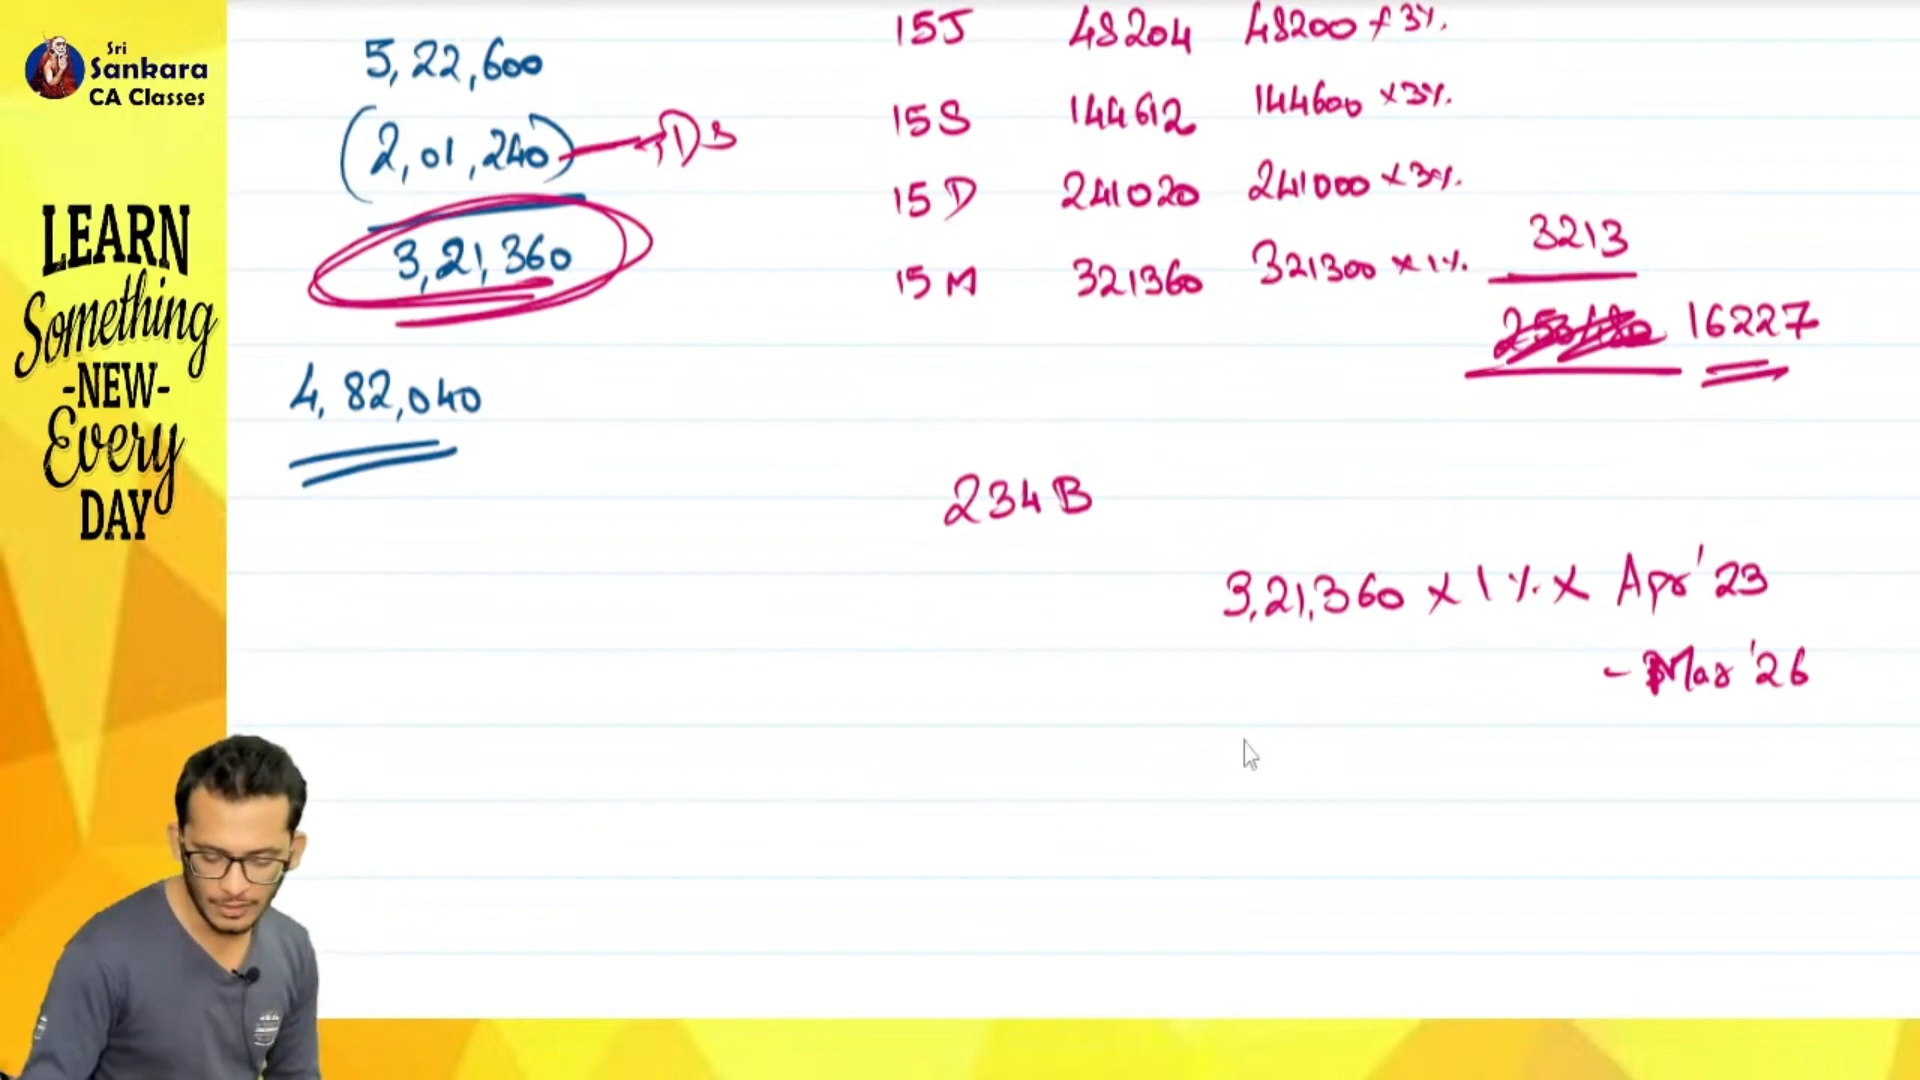 Sri
Sankara
CA Classes
LEARN
Something
-NEW-
Every
DAY
5,22,600
(2,01,240) → TDS
3,21,360
4,82,040
15J 48204 48200 × 3%.
15S 144612 144600 × 3%.
15D 241020 241000 × 3%.
15M 321360 321300 × 1%. 3213
16227
234B
3,21,360 × 1% × Apr'23
- Mar'26